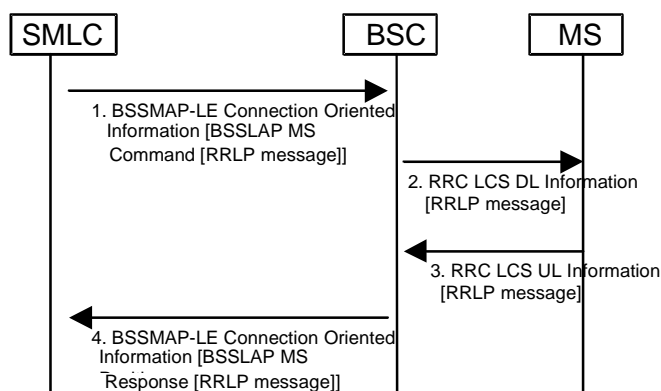 SMLC
BSC
MS
1. BSSMAP-LE Connection Oriented
Information [BSSLAP MS
Command [RRLP message]]
2. RRC LCS DL Information
[RRLP message]
3. RRC LCS UL Information
[RRLP message]
4. BSSMAP-LE Connection Oriented
Information [BSSLAP MS
Response [RRLP message]]